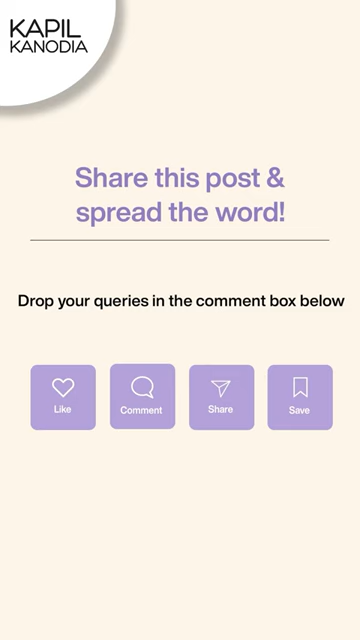 KAPIL
KANODIA
Share this post &
spread the word!
Drop your queries in the comment box below
Like
Comment
Share
Save